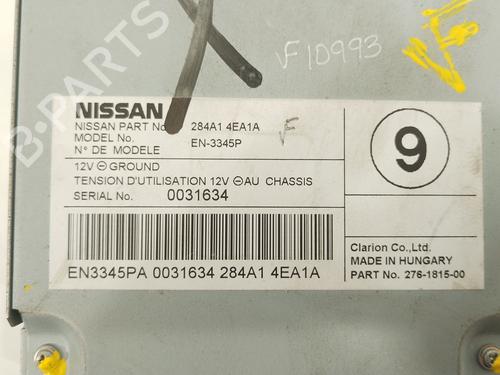 B-PARTS
VF10993
NISSAN
NISSAN PART No. 284A1 4EA1A
MODEL No.
N° DE MODELE EN-3345P
12V ⊖ GROUND
TENSION D'UTILISATION 12V ⊖ AU CHASSIS
SERIAL No. 0031634
9
EN3345PA 0031634 284A1 4EA1A
Clarion Co.,Ltd.
MADE IN HUNGARY
PART No. 276-1815-00